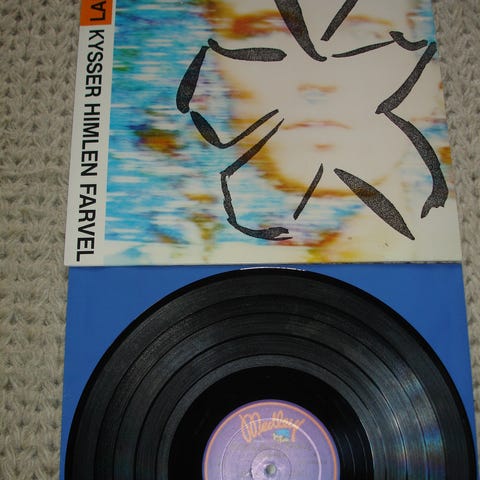 LA
KYSSER HIMLEN FARVEL
Medley